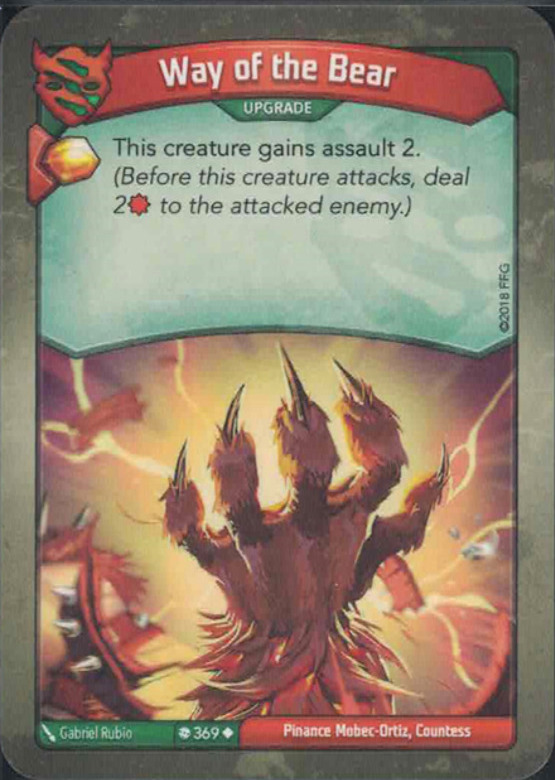 Way of the Bear
UPGRADE
This creature gains assault 2.
(Before this creature attacks, deal
2 to the attacked enemy.)
©2018 FFG
Gabriel Rubio
369
Pinance Mobec-Ortiz, Countess